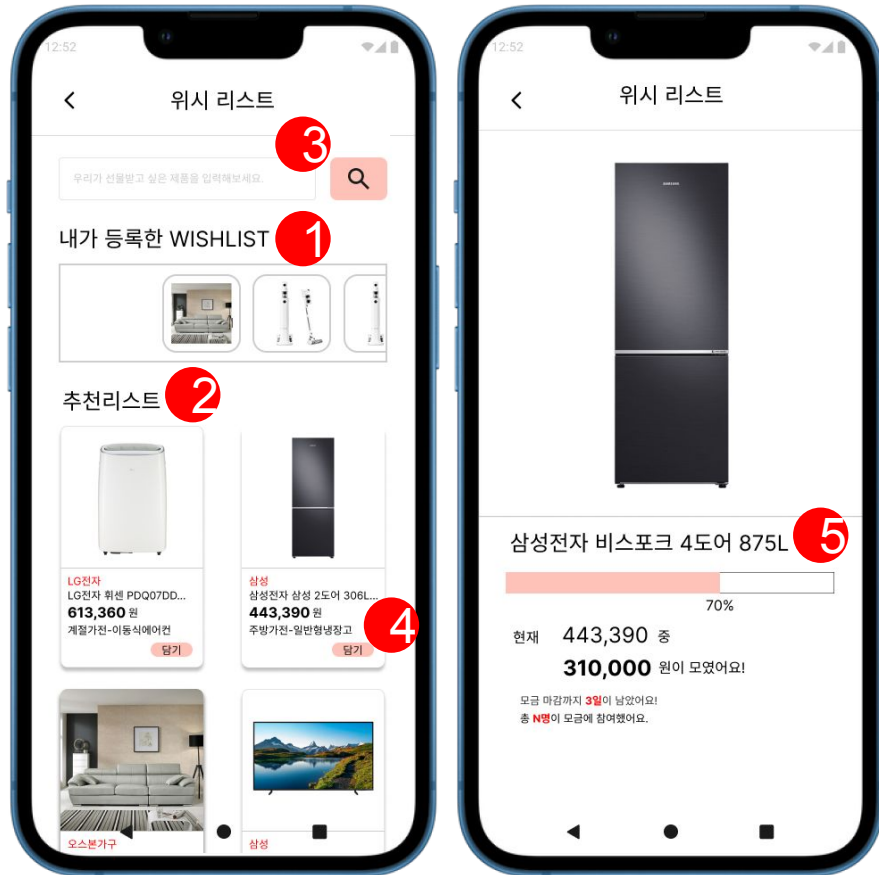 12:52
위시 리스트
3
우리가 선물받고 싶은 제품을 입력해보세요.
내가 등록한 WISHLIST
1
추천리스트
2
LG전자
LG전자 휘센 PDQ07DD...
613,360 원
계절가전-이동식에어컨
담기
삼성
삼성전자 삼성 2도어 306L...
443,390 원
주방가전-일반형냉장고
4
담기
오스본가구
삼성
12:52
위시 리스트
SAMSUNG
삼성전자 비스포크 4도어 875L
5
70%
현재 443,390 중
310,000 원이 모였어요!
모금 마감까지 3일이 남았어요!
총 N명이 모금에 참여했어요.